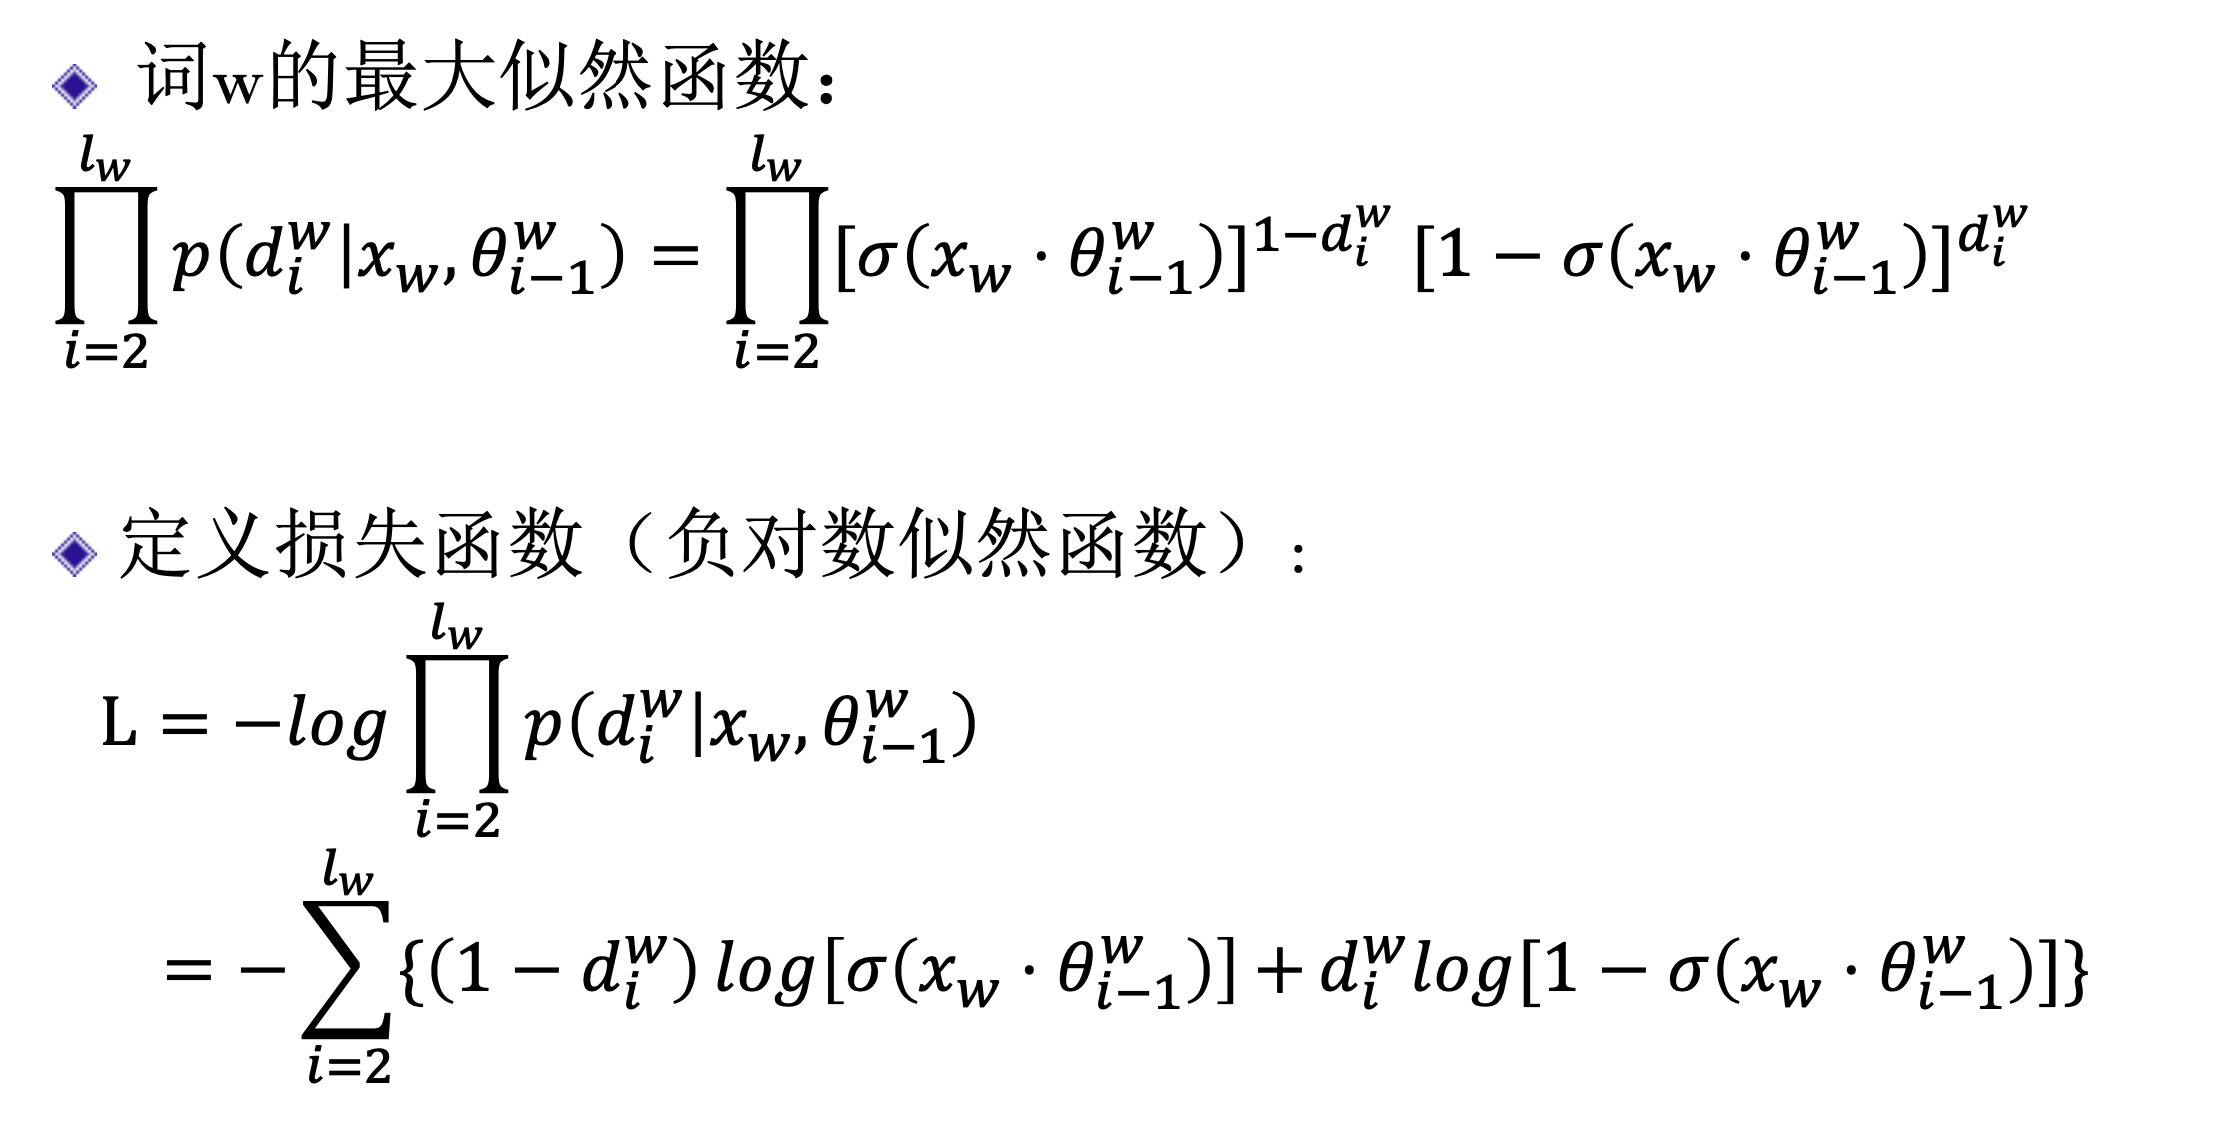 词w的最大似然函数：
$\prod_{i=2}^{l_w} p(d_i^w|x_w, \theta_{i-1}^w) = \prod_{i=2}^{l_w} [\sigma(x_w \cdot \theta_{i-1}^w)]^{1-d_i^w} [1 - \sigma(x_w \cdot \theta_{i-1}^w)]^{d_i^w}$
定义损失函数（负对数似然函数）：
$L = -log \prod_{i=2}^{l_w} p(d_i^w|x_w, \theta_{i-1}^w)$
$= -\sum_{i=2}^{l_w} \{(1 - d_i^w) log[\sigma(x_w \cdot \theta_{i-1}^w)] + d_i^w log[1 - \sigma(x_w \cdot \theta_{i-1}^w)]\}$